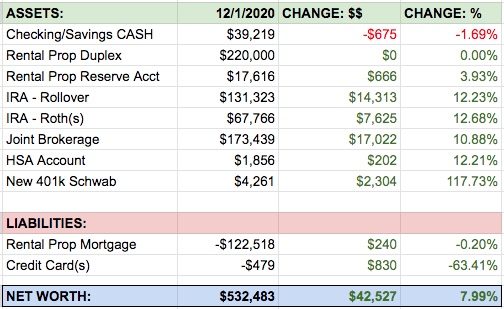 ASSETS: 12/1/2020 CHANGE: $$ CHANGE: %
Checking/Savings CASH $39,219 -$675 -1.69%
Rental Prop Duplex $220,000 $0 0.00%
Rental Prop Reserve Acct $17,616 $666 3.93%
IRA - Rollover $131,323 $14,313 12.23%
IRA - Roth(s) $67,766 $7,625 12.68%
Joint Brokerage $173,439 $17,022 10.88%
HSA Account $1,856 $202 12.21%
New 401k Schwab $4,261 $2,304 117.73%
LIABILITIES:
Rental Prop Mortgage -$122,518 $240 -0.20%
Credit Card(s) -$479 $830 -63.41%
NET WORTH: $532,483 $42,527 7.99%